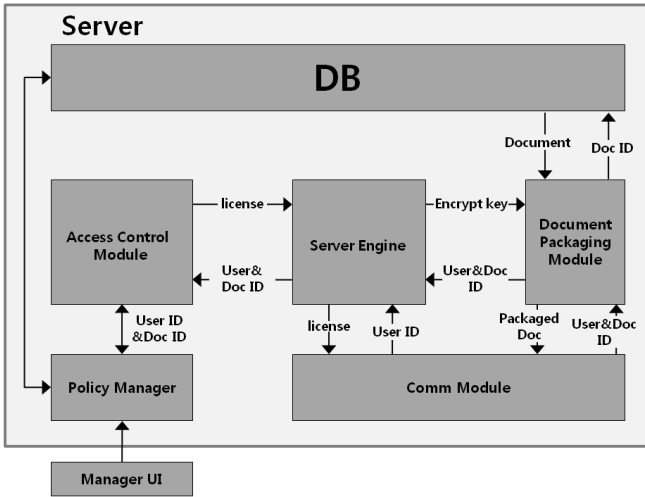 Server
DB
Document
Doc ID
license
Encrypt key
Access Control
Module
Server Engine
Document
Packaging
Module
User&
Doc ID
User&Doc
ID
User ID
&Doc ID
license
User ID
Packaged
Doc
User&Doc
ID
Policy Manager
Comm Module
Manager UI